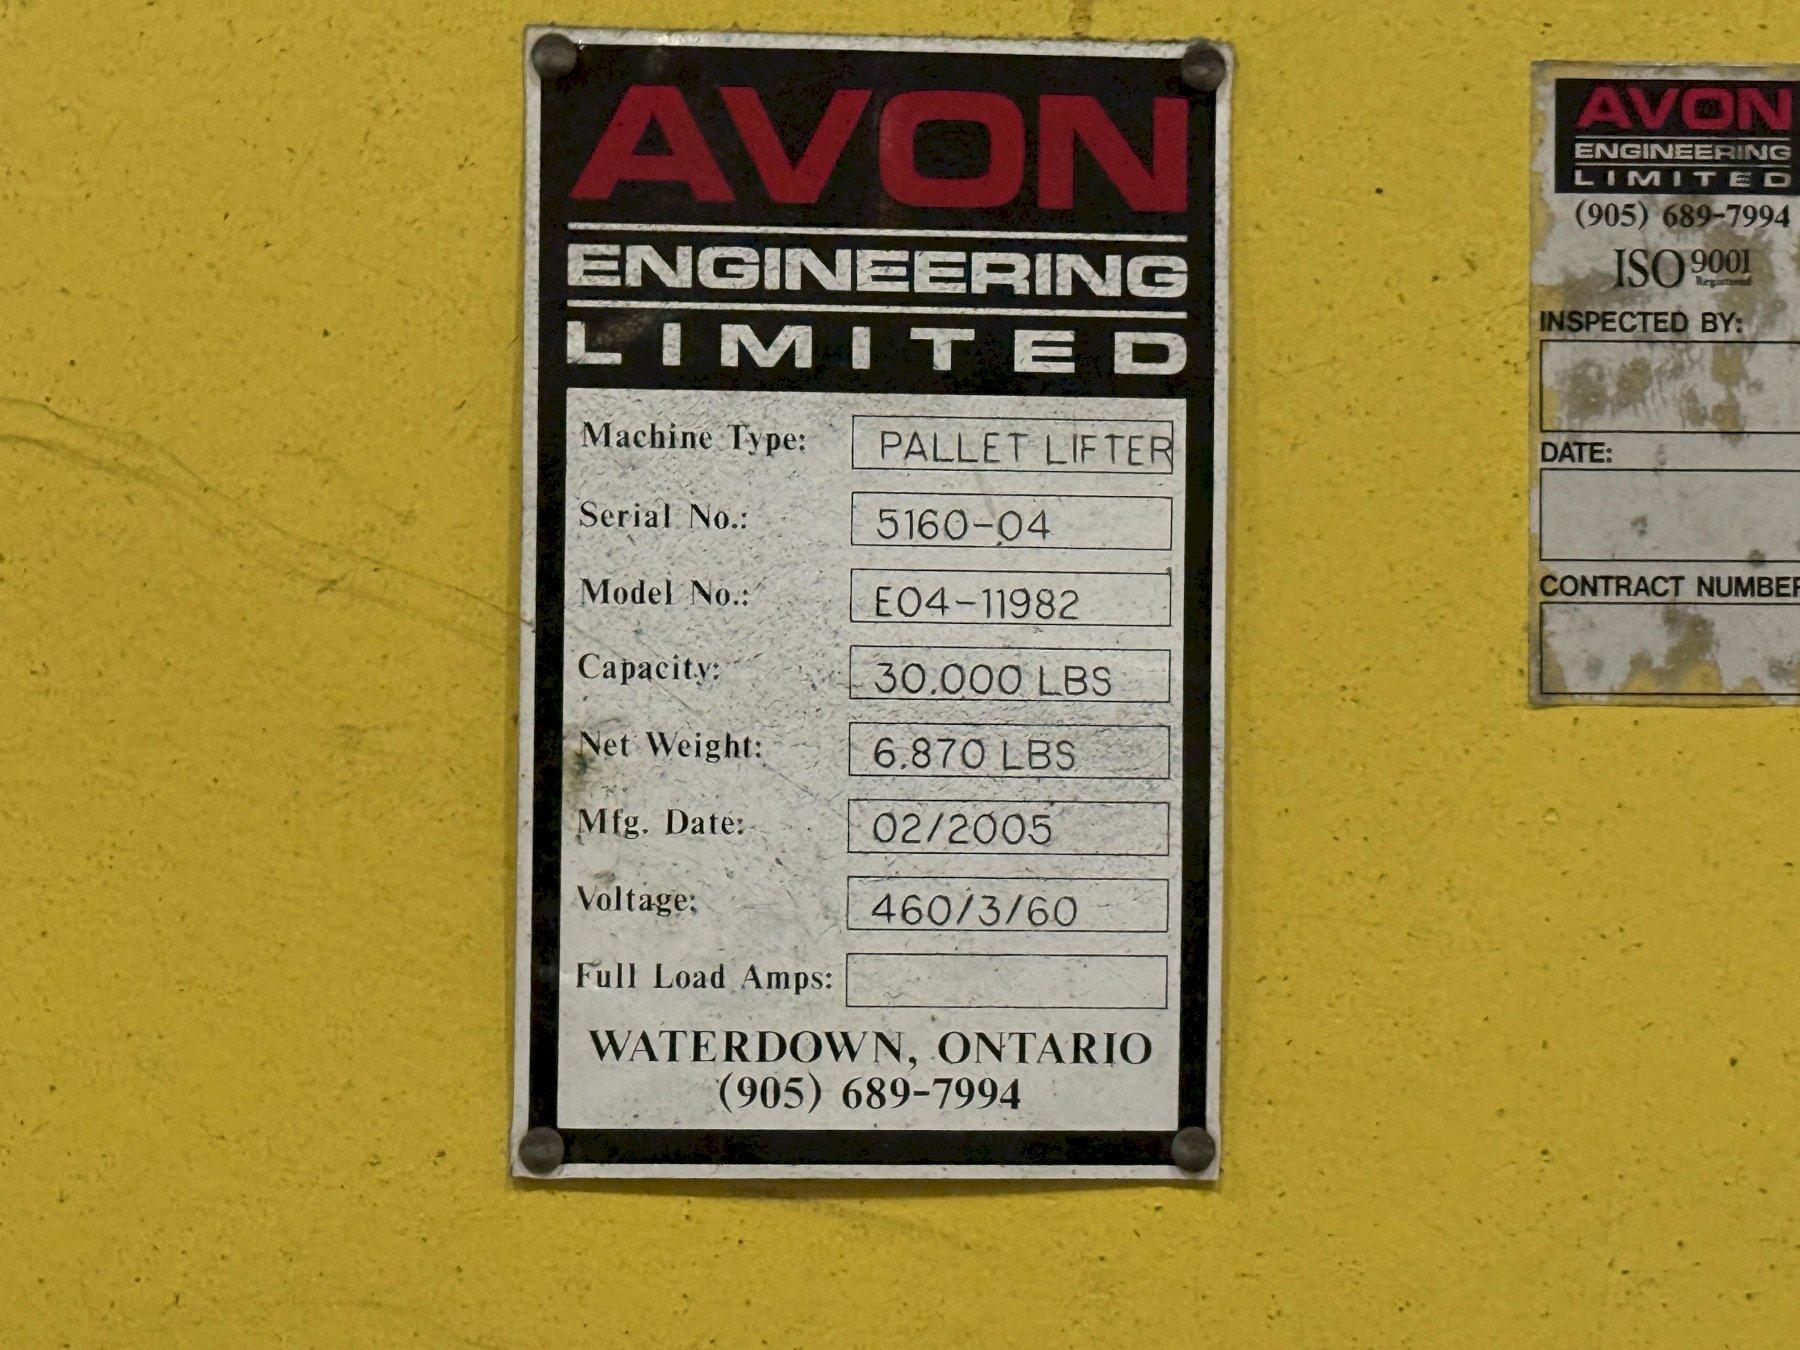 AVON
ENGINEERING
LIMITED
Machine Type: PALLET LIFTER
Serial No.: 5160-04
Model No.: E04-11982
Capacity: 30.000 LBS
Net Weight: 6.870 LBS
Mfg. Date: 02/2005
Voltage: 460/3/60
Full Load Amps:
WATERDOWN, ONTARIO
(905) 689-7994
AVON
ENGINEERING
LIMITED
(905) 689-7994
ISO 9001
Registered
INSPECTED BY:
DATE:
CONTRACT NUMBER